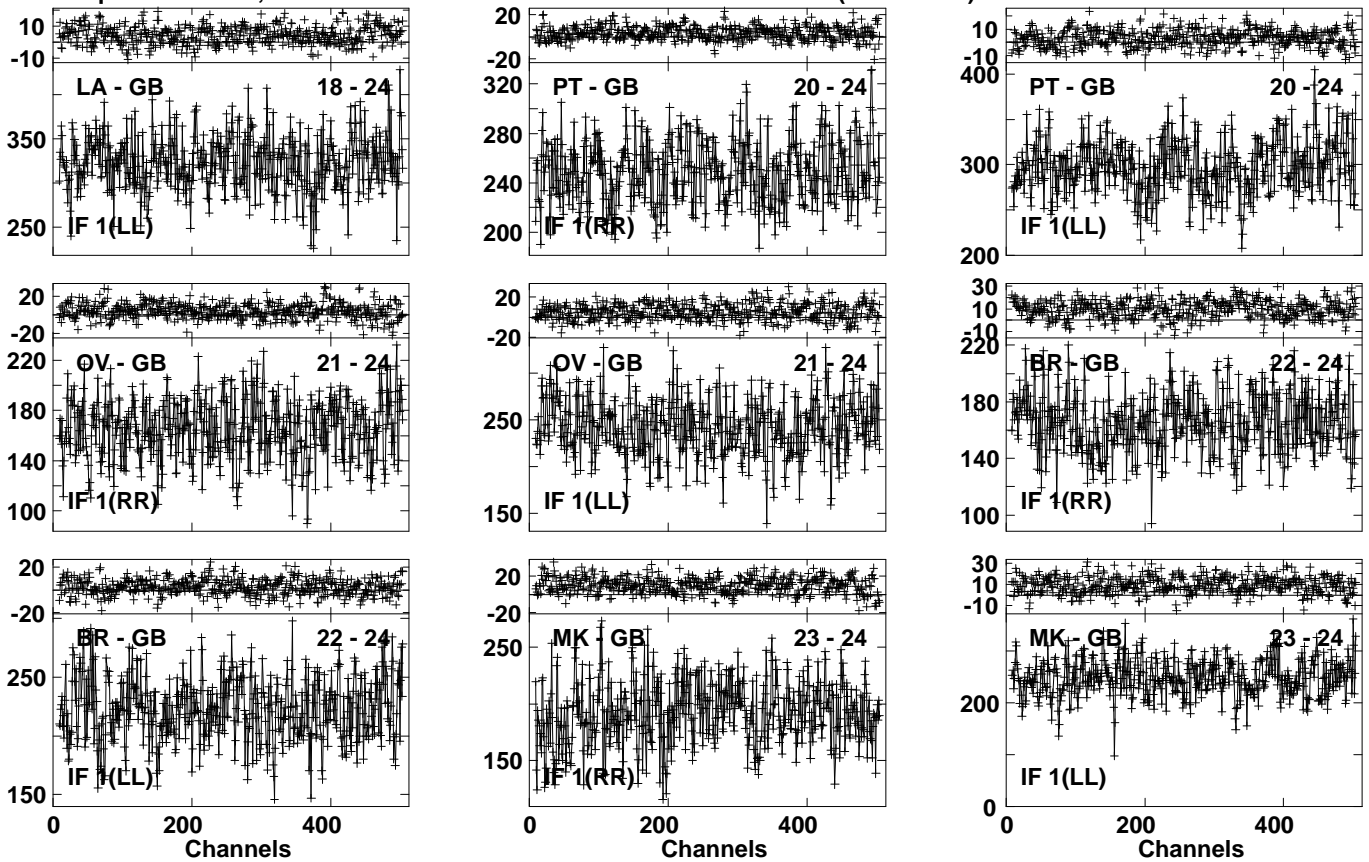 10
-10
LA - GB 18 - 24
350
250
IF 1(LL)
20
-20
PT - GB 20 - 24
320
280
240
200
IF 1(RR)
10
-10
400
PT - GB 20 - 24
300
200
IF 1(LL)
20
-20
OV - GB 21 - 24
220
180
140
100
IF 1(RR)
20
-20
OV - GB 21 - 24
250
150
IF 1(LL)
30
10
-10
220
BR - GB 22 - 24
180
140
100
IF 1(RR)
20
-20
BR - GB 22 - 24
250
150
IF 1(LL)
0 200 400
Channels
20
-20
MK - GB 23 - 24
250
150
IF 1(RR)
0 200 400
Channels
30
10
-10
MK - GB 23 - 24
200
0
IF 1(LL)
0 200 400
Channels